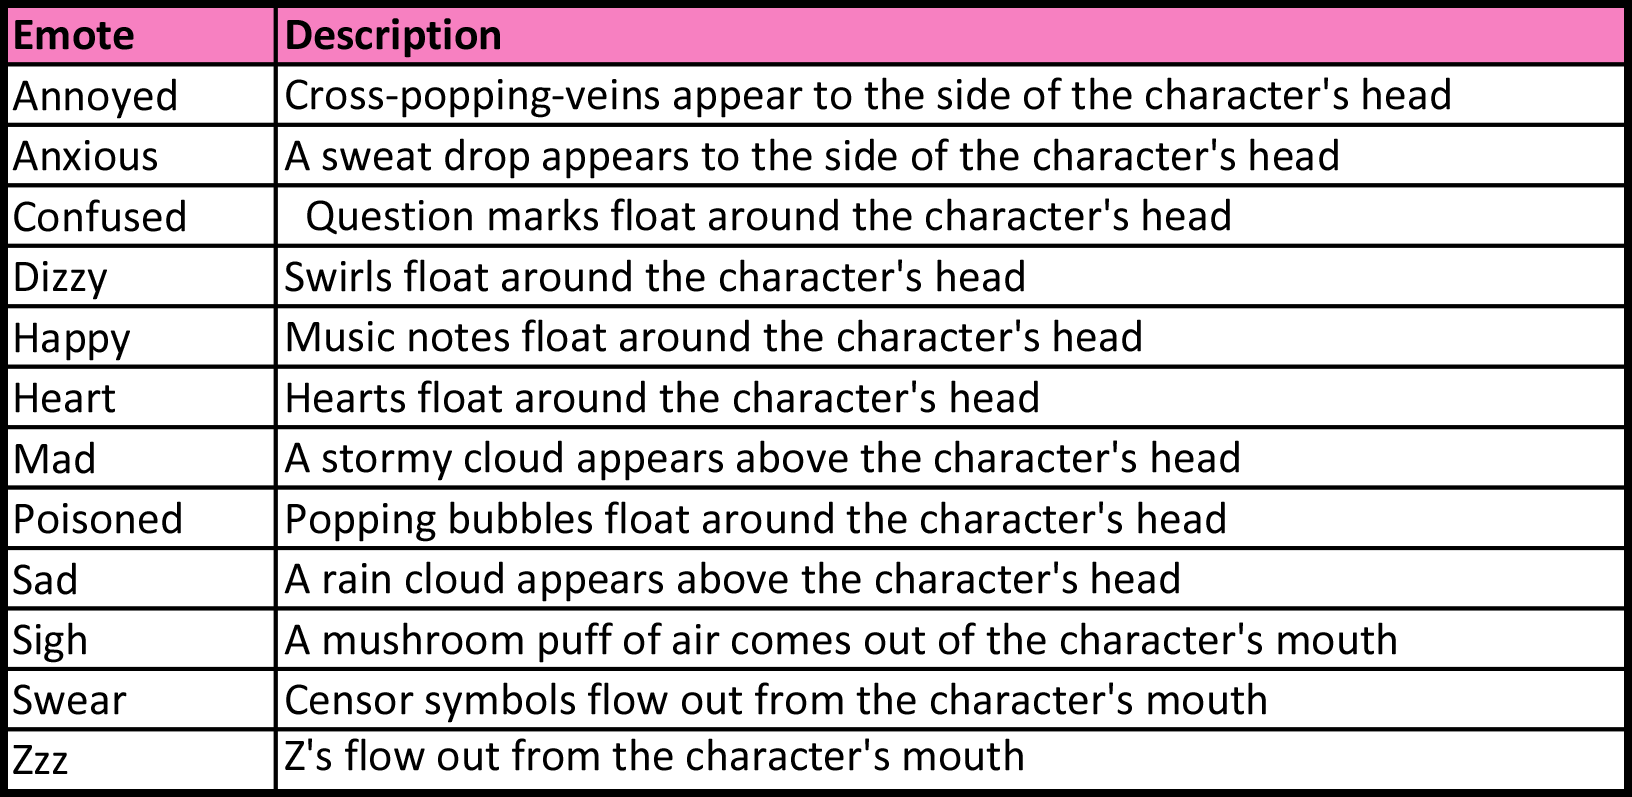 Emote Description
Annoyed Cross-popping-veins appear to the side of the character's head
Anxious A sweat drop appears to the side of the character's head
Confused Question marks float around the character's head
Dizzy Swirls float around the character's head
Happy Music notes float around the character's head
Heart Hearts float around the character's head
Mad A stormy cloud appears above the character's head
Poisoned Popping bubbles float around the character's head
Sad A rain cloud appears above the character's head
Sigh A mushroom puff of air comes out of the character's mouth
Swear Censor symbols flow out from the character's mouth
Zzz Z's flow out from the character's mouth